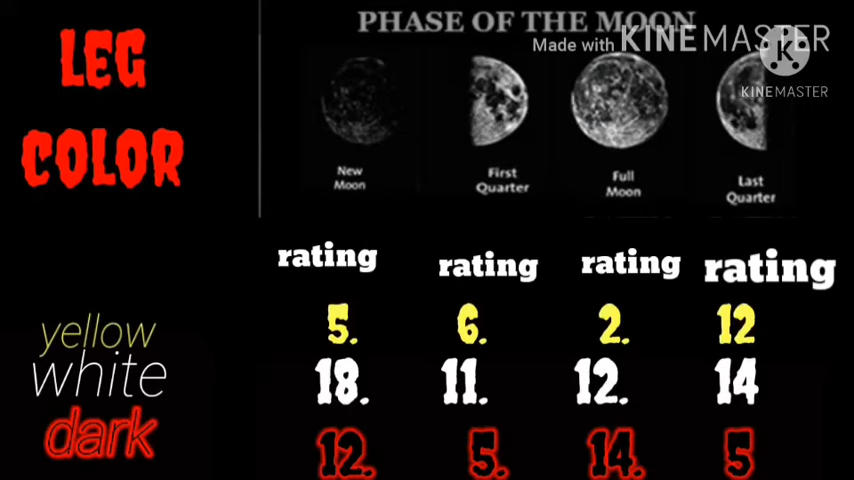 LEG
COLOR
PHASE OF THE MOON
Made with KINEMASTER
K
KINEMASTER
New
Moon
First
Quarter
Full
Moon
Last
Quarter
rating rating rating rating
yellow 5. 6. 2. 12
white 18. 11. 12. 14
dark 12. 5. 14. 5